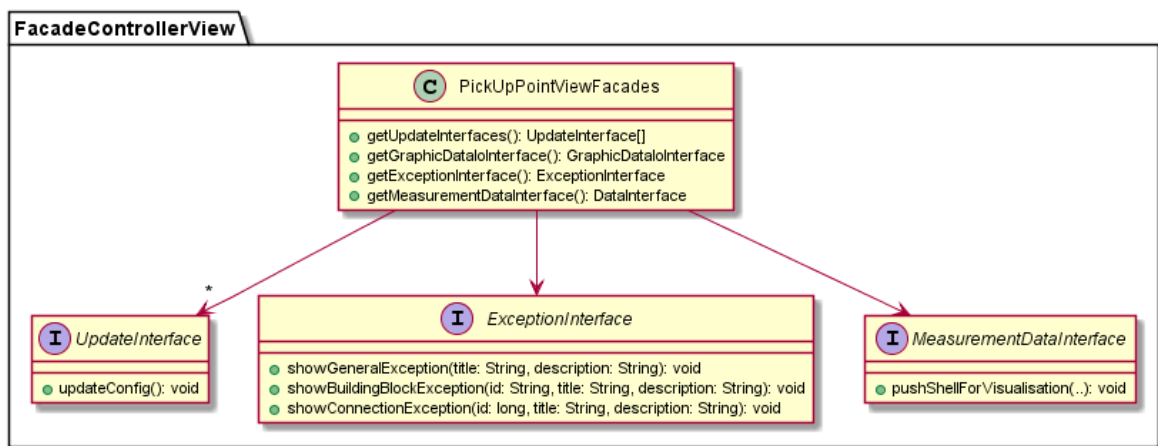 FacadeControllerView
C PickUpPointViewFacades
getUpdateInterfaces(): UpdateInterface[]
getGraphicDataIoInterface(): GraphicDataIoInterface
getExceptionInterface(): ExceptionInterface
getMeasurementDataInterface(): DataInterface
*
I UpdateInterface
updateConfig(): void
I ExceptionInterface
showGeneralException(title: String, description: String): void
showBuildingBlockException(id: String, title: String, description: String): void
showConnectionException(id: long, title: String, description: String): void
I MeasurementDataInterface
pushShellForVisualisation(..): void